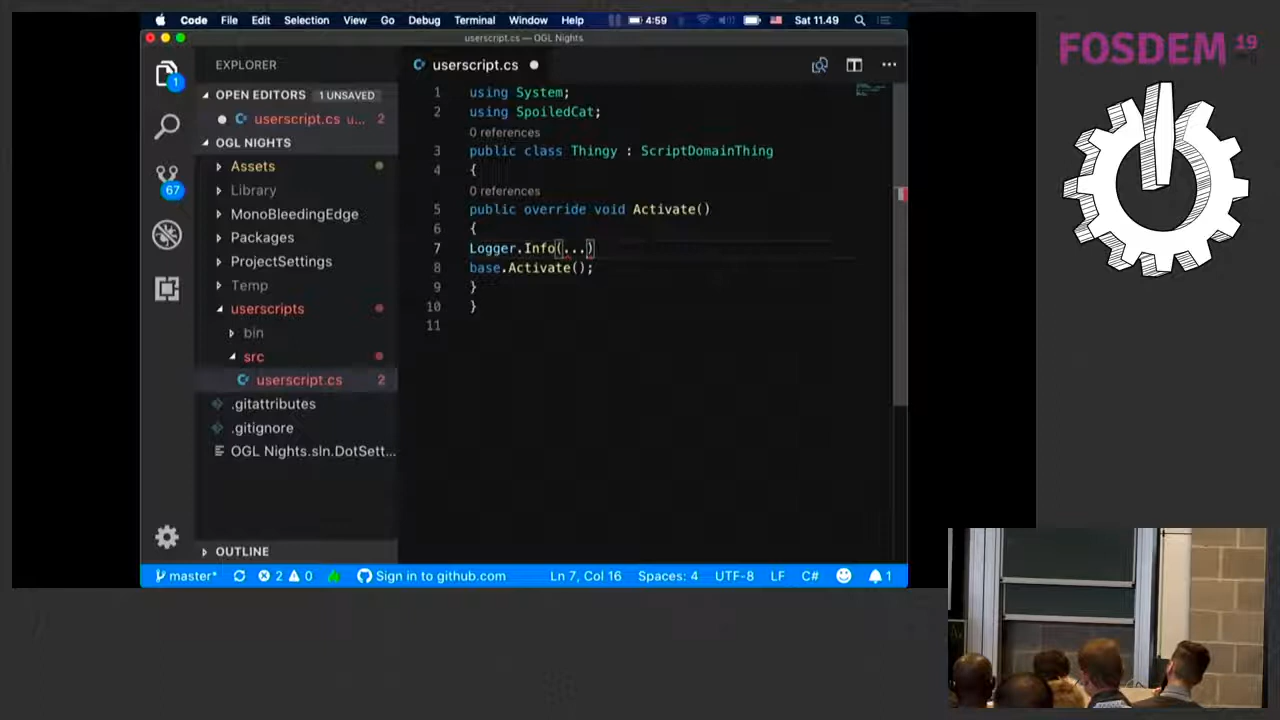 Code File Edit Selection View Go Debug Terminal Window Help 4:59 Sat 11.49
userscript.cs — OGL Nights
EXPLORER
OPEN EDITORS 1 UNSAVED
userscript.cs u... 2
OGL NIGHTS
Assets
Library
MonoBleedingEdge
Packages
ProjectSettings
Temp
userscripts
bin
src
userscript.cs 2
.gitattributes
.gitignore
OGL Nights.sln.DotSett...
OUTLINE
1
67
userscript.cs
1 using System;
2 using SpoiledCat;
0 references
3 public class Thingy : ScriptDomainThing
4 {
0 references
5 public override void Activate()
6 {
7 Logger.Info(...)
8 base.Activate();
9 }
10 }
11
master* 2 0 Sign in to github.com Ln 7, Col 16 Spaces: 4 UTF-8 LF C# 1
FOSDEM 19